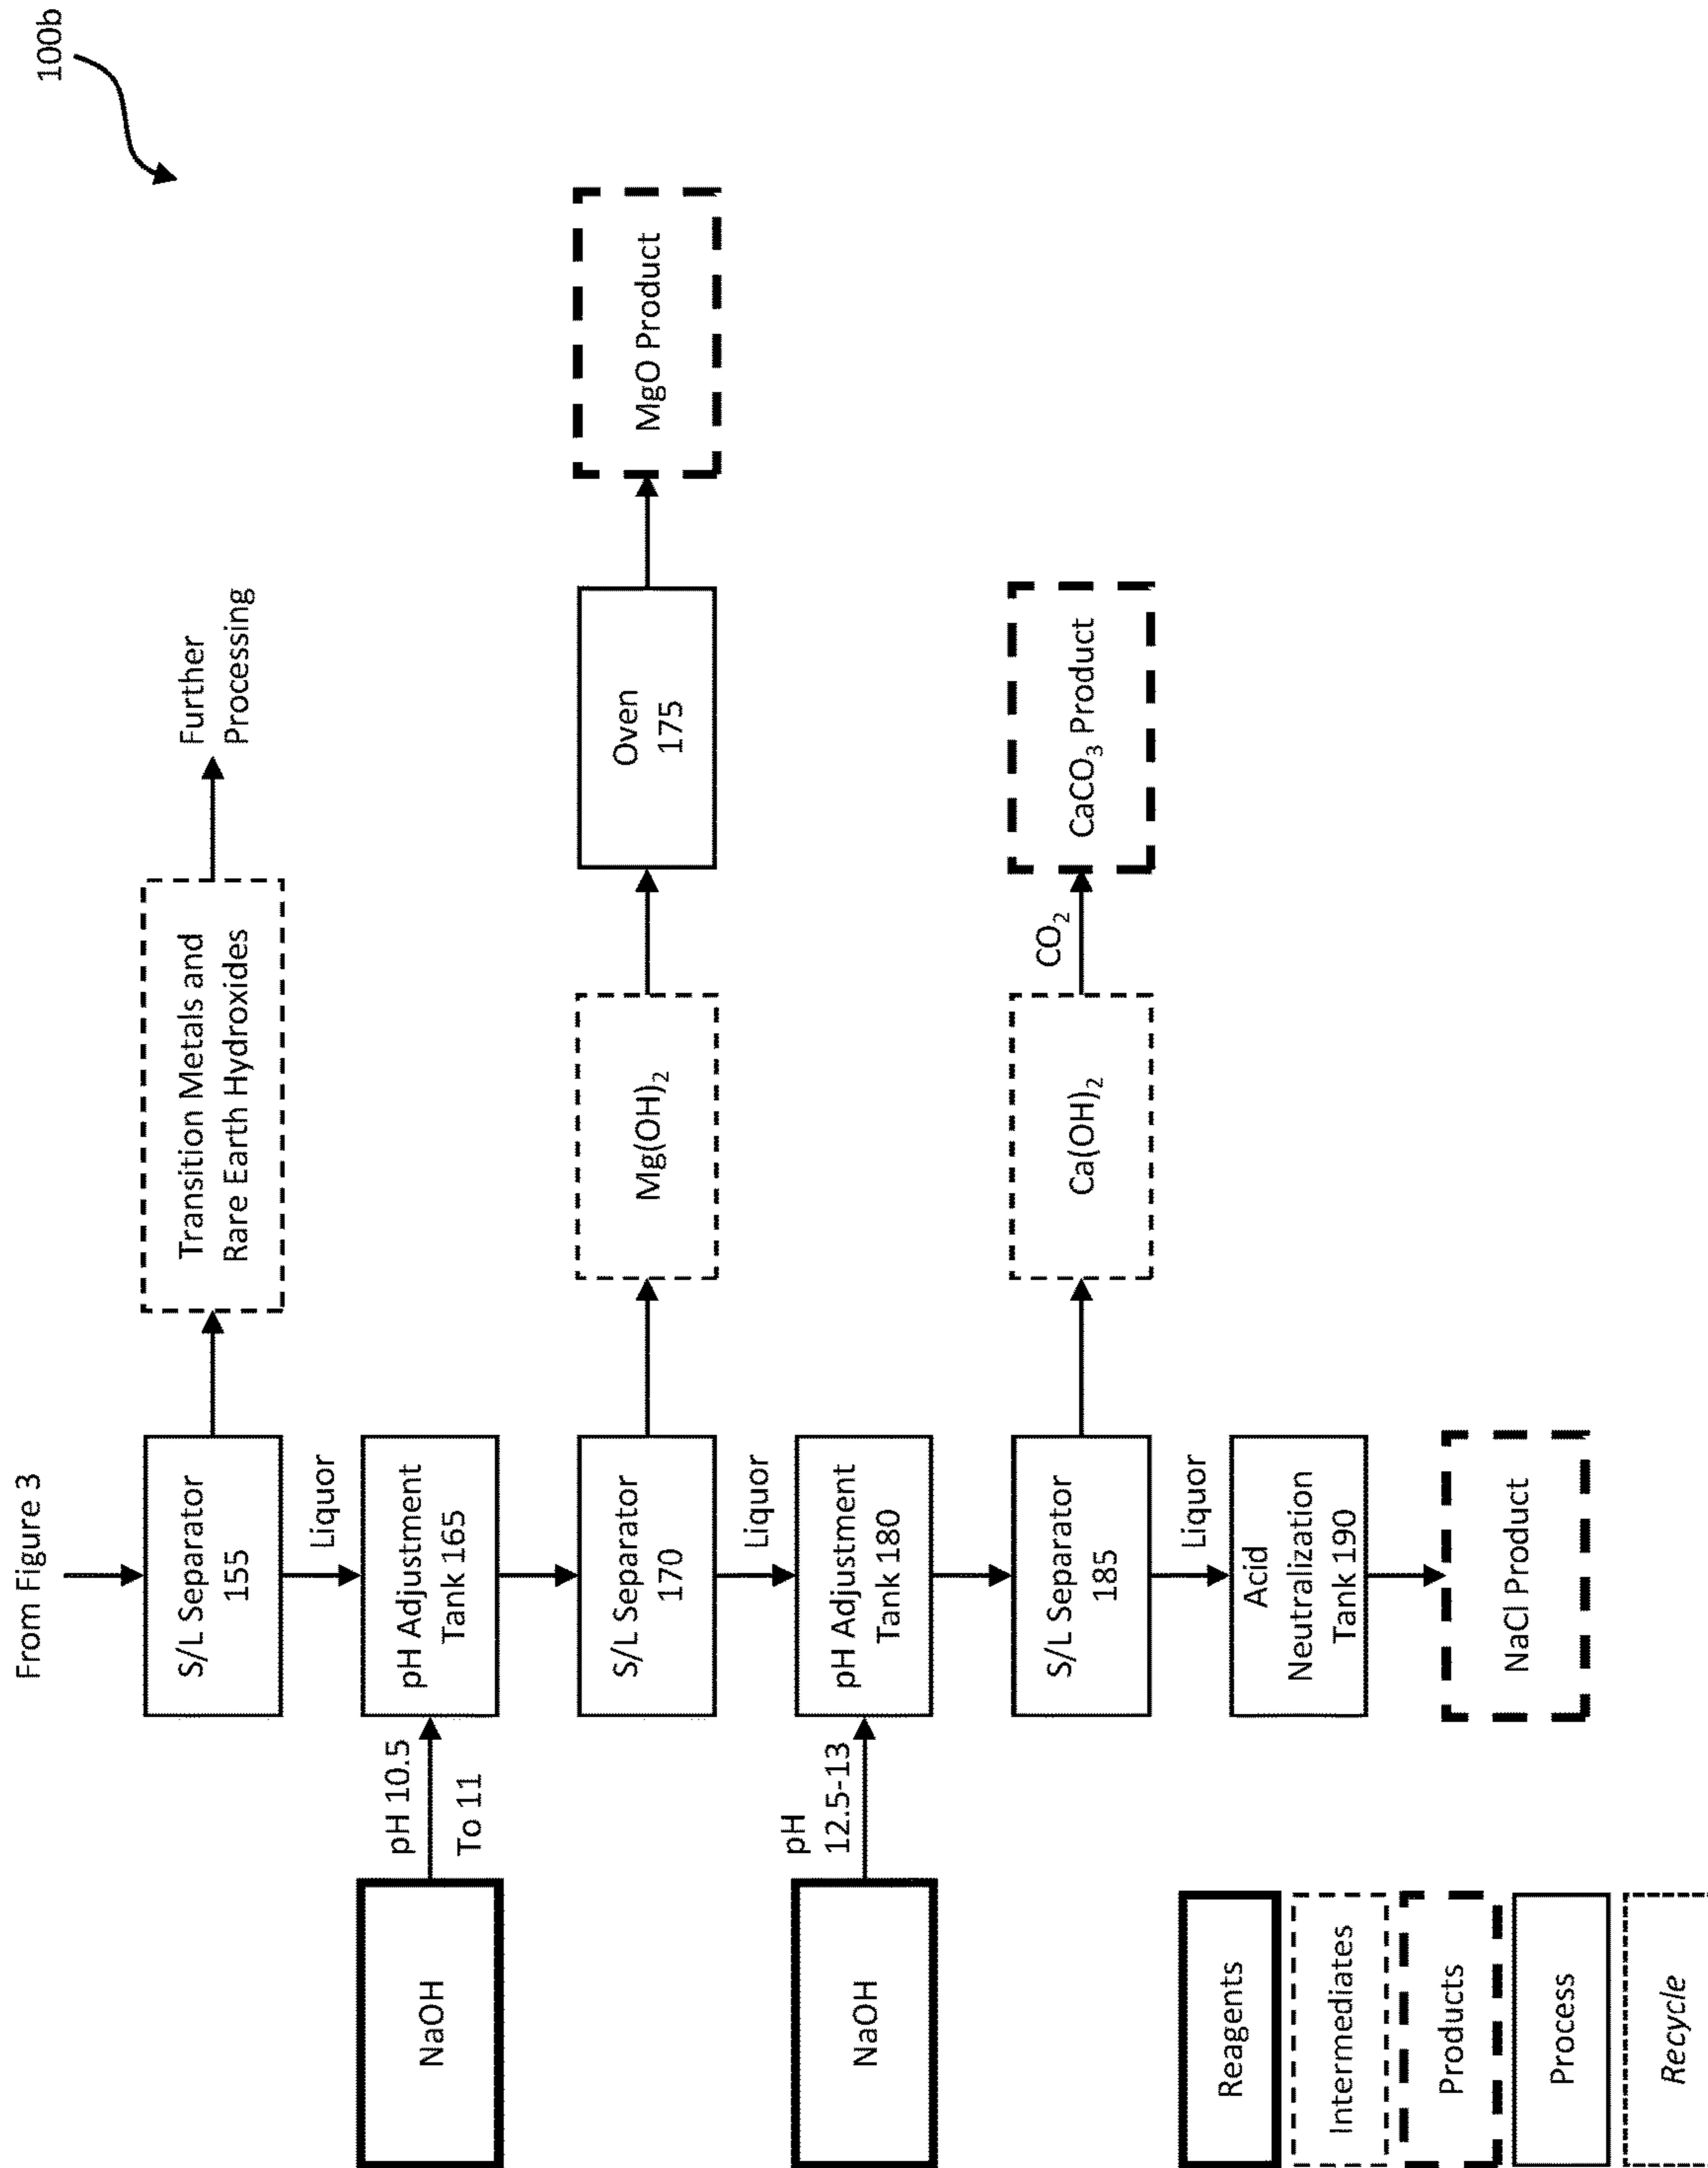 100b
From Figure 3
S/L Separator
155
Transition Metals and
Rare Earth Hydroxides
Further
Processing
Liquor
NaOH
pH 10.5
To 11
pH Adjustment
Tank 165
S/L Separator
170
Mg(OH)₂
Oven
175
MgO Product
Liquor
NaOH
pH
12.5-13
pH Adjustment
Tank 180
S/L Separator
185
Ca(OH)₂
CO₂
CaCO₃ Product
Liquor
Acid
Neutralization
Tank 190
NaCl Product
Reagents
Intermediates
Products
Process
Recycle